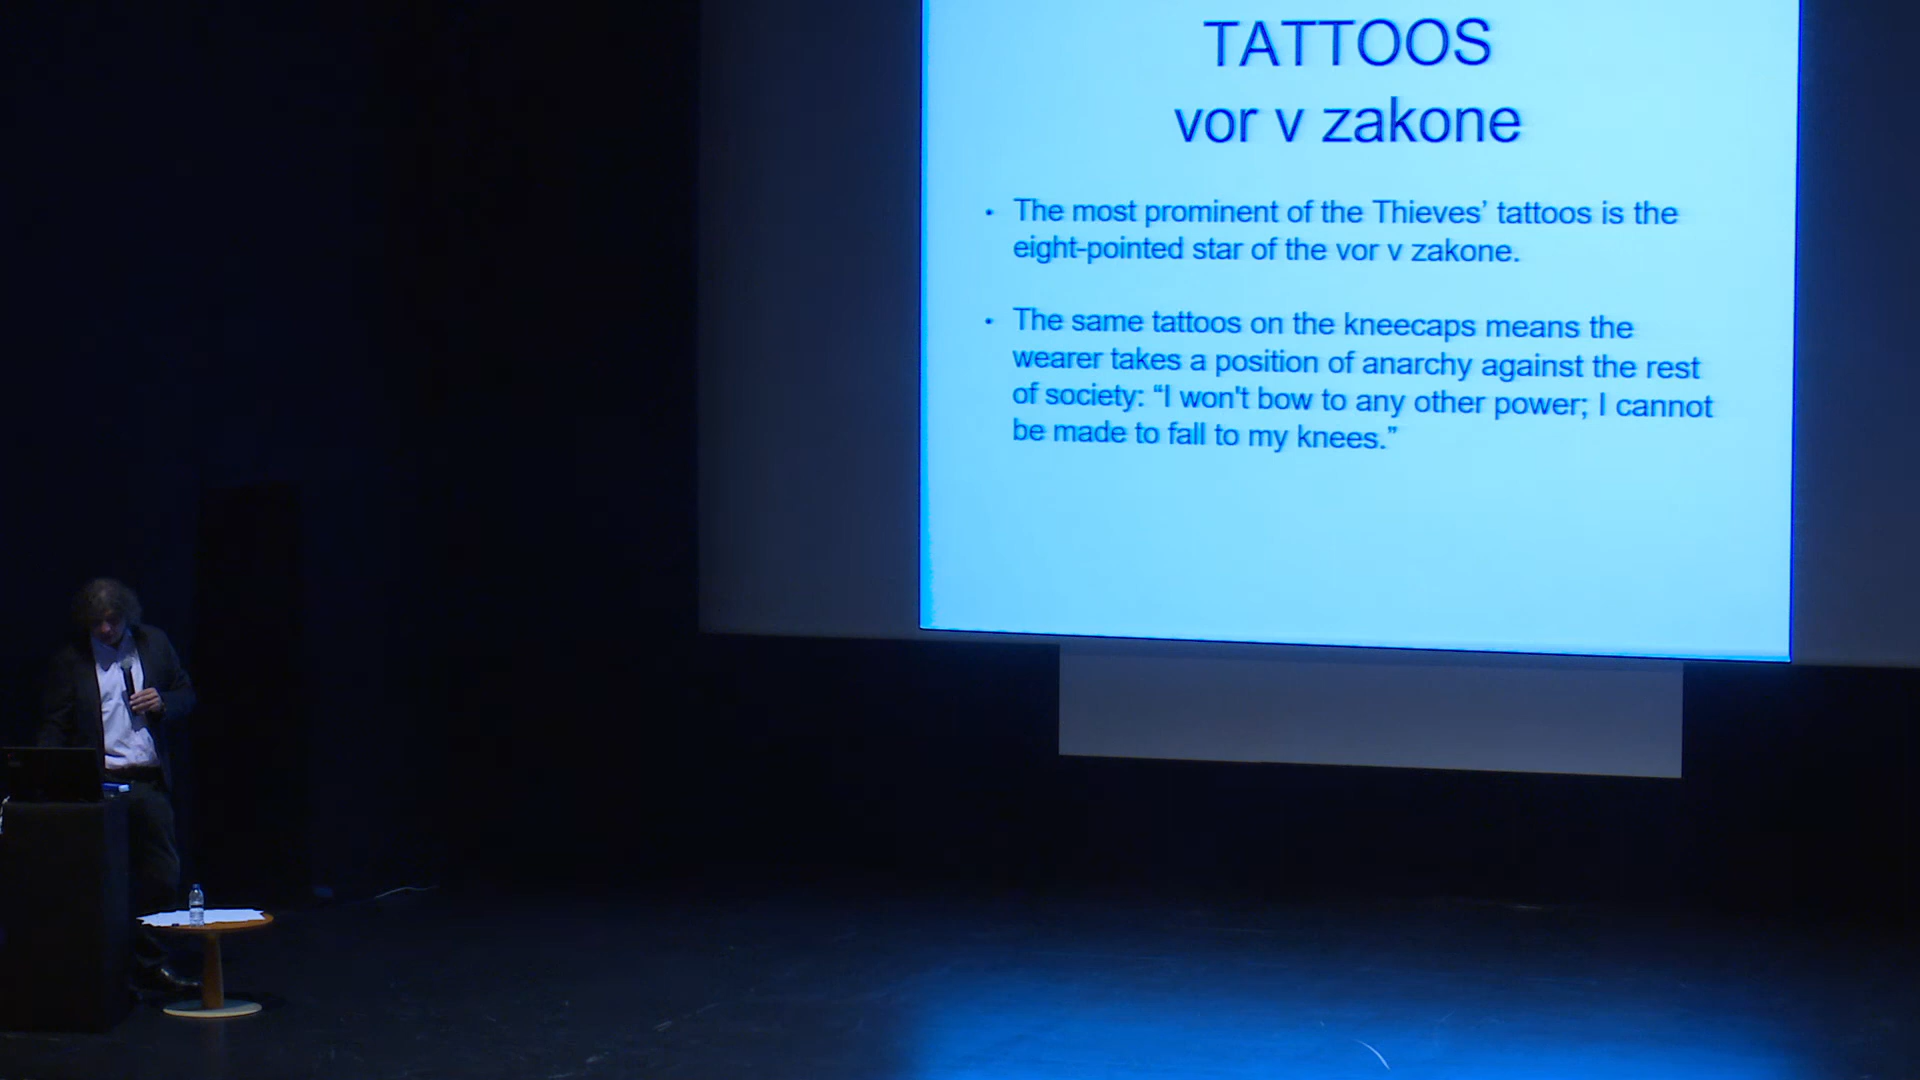 TATTOOS
vor v zakone
• The most prominent of the Thieves’ tattoos is the
eight-pointed star of the vor v zakone.
• The same tattoos on the kneecaps means the
wearer takes a position of anarchy against the rest
of society: “I won't bow to any other power; I cannot
be made to fall to my knees.”